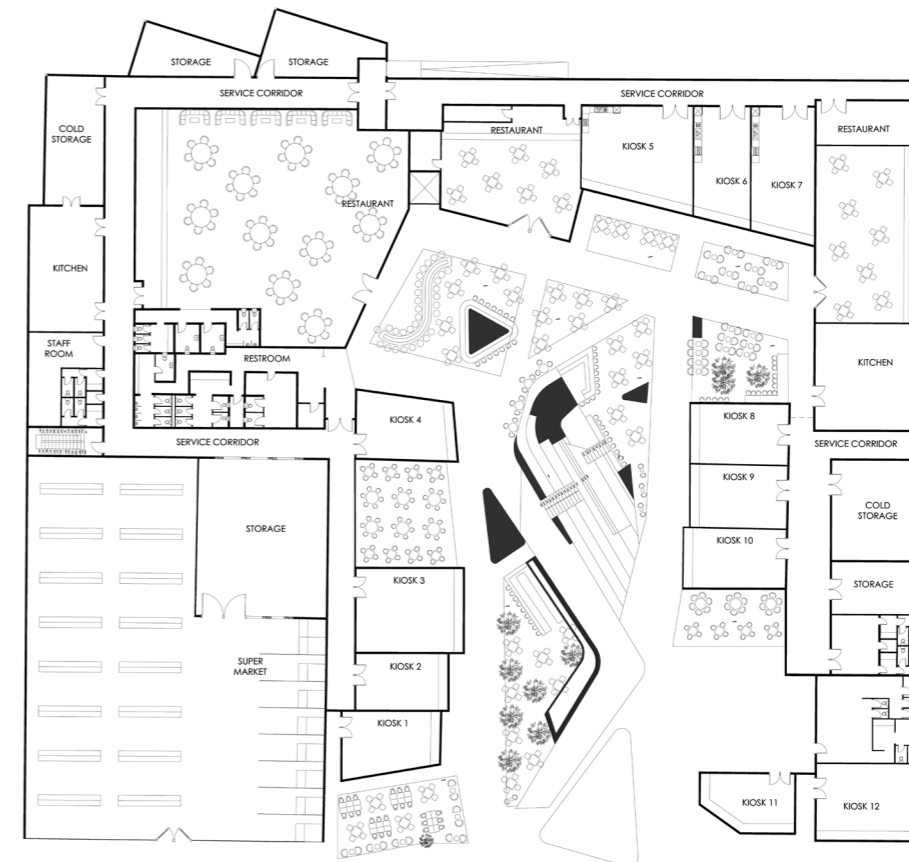 STORAGE
STORAGE
SERVICE CORRIDOR
SERVICE CORRIDOR
COLD
STORAGE
RESTAURANT
KIOSK 5
KIOSK 6
KIOSK 7
RESTAURANT
RESTAURANT
KITCHEN
STAFF
ROOM
RESTROOM
KITCHEN
KIOSK 4
KIOSK 8
SERVICE CORRIDOR
SERVICE CORRIDOR
KIOSK 9
STORAGE
COLD
STORAGE
KIOSK 10
KIOSK 3
STORAGE
SUPER
MARKET
KIOSK 2
KIOSK 1
KIOSK 11
KIOSK 12